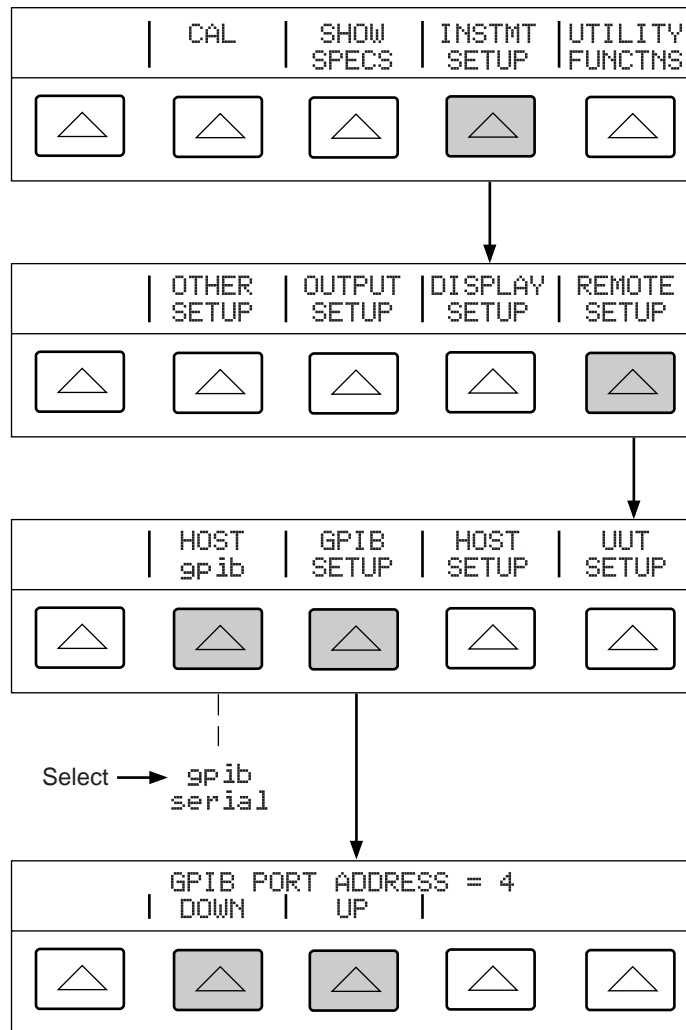 CAL | SHOW | INSTMT | UTILITY
SPECS | SETUP | FUNCTNS
OTHER | OUTPUT | DISPLAY | REMOTE
SETUP | SETUP | SETUP | SETUP
HOST | GPIB | HOST | UUT
gpib | SETUP | SETUP | SETUP
Select gpib
serial
GPIB PORT ADDRESS = 4
| DOWN | UP |